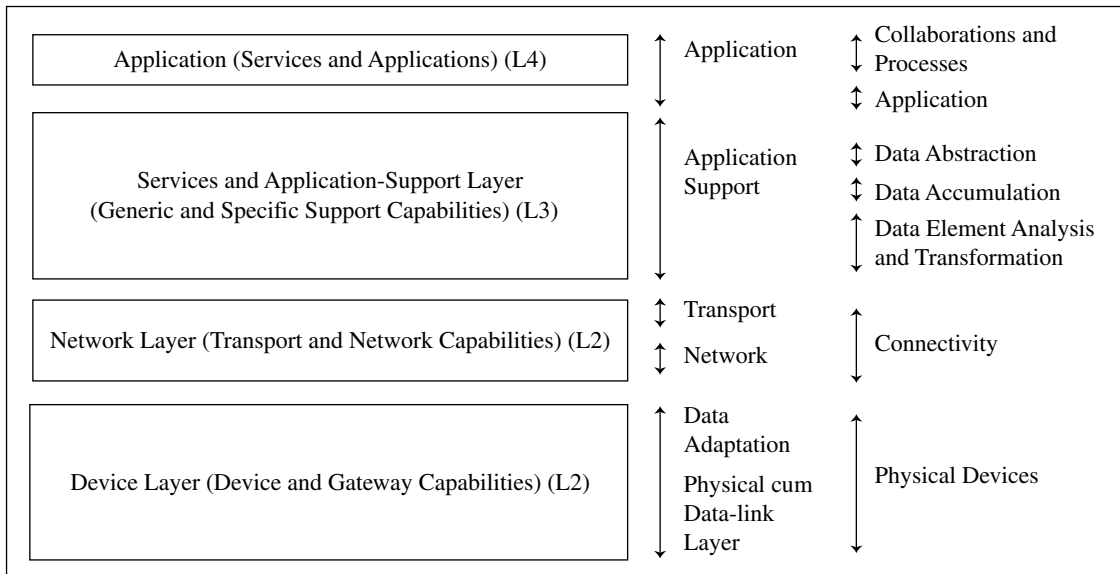 Application (Services and Applications) (L4)
Application
Collaborations and
Processes
Application
Services and Application-Support Layer
(Generic and Specific Support Capabilities) (L3)
Application
Support
Data Abstraction
Data Accumulation
Data Element Analysis
and Transformation
Network Layer (Transport and Network Capabilities) (L2)
Transport
Network
Connectivity
Device Layer (Device and Gateway Capabilities) (L2)
Data
Adaptation
Physical cum
Data-link
Layer
Physical Devices